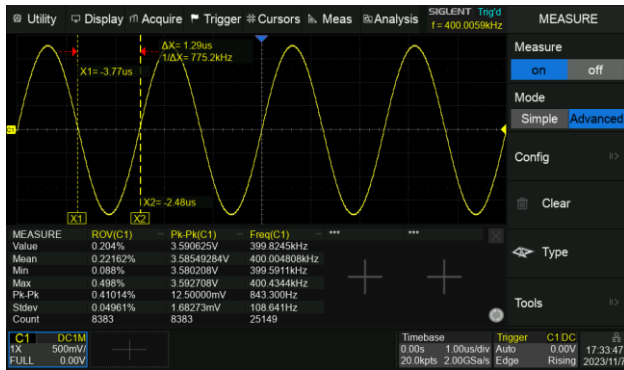 Utility Display Acquire Trigger Cursors Meas Analysis SIGLENT Trig'd
f = 400.0059kHz
MEASURE
ΔX= 1.29us
1/ΔX= 775.2kHz
X1= -3.77us
C1
X2= -2.48us
X1 X2
Measure
on off
Mode
Simple Advanced
Config
Clear
Type
Tools
MEASURE ROV(C1) Pk-Pk(C1) Freq(C1) *** ***
Value 0.204% 3.590625V 399.8245kHz
Mean 0.22162% 3.58549284V 400.004808kHz
Min 0.088% 3.580208V 399.5911kHz
Max 0.498% 3.592708V 400.4344kHz
Pk-Pk 0.41014% 12.50000mV 843.300Hz
Stdev 0.04961% 1.68273mV 108.641Hz
Count 8383 8383 25149
C1 DC1M
1X 500mV/
FULL 0.00V
Timebase
0.00s 1.00us/div
20.0kpts 2.00GSa/s
Trigger C1 DC
Auto 0.00V
Edge Rising
17:33:47
2023/11/7